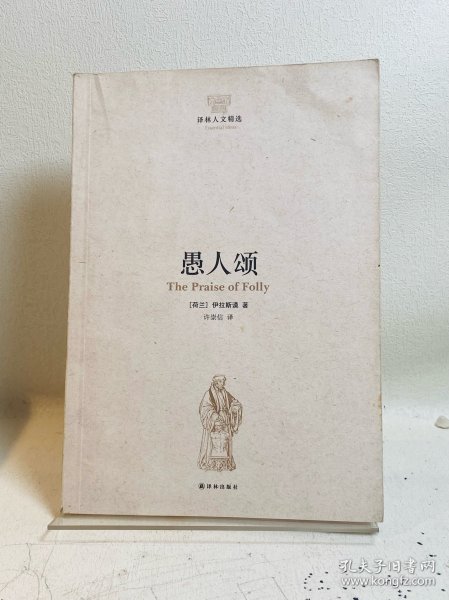 译林人文精选
Essential Ideas
愚人颂
The Praise of Folly
[荷兰] 伊拉斯谟 著
许崇信 译
译林出版社
孔夫子旧书网
www.kongfz.com